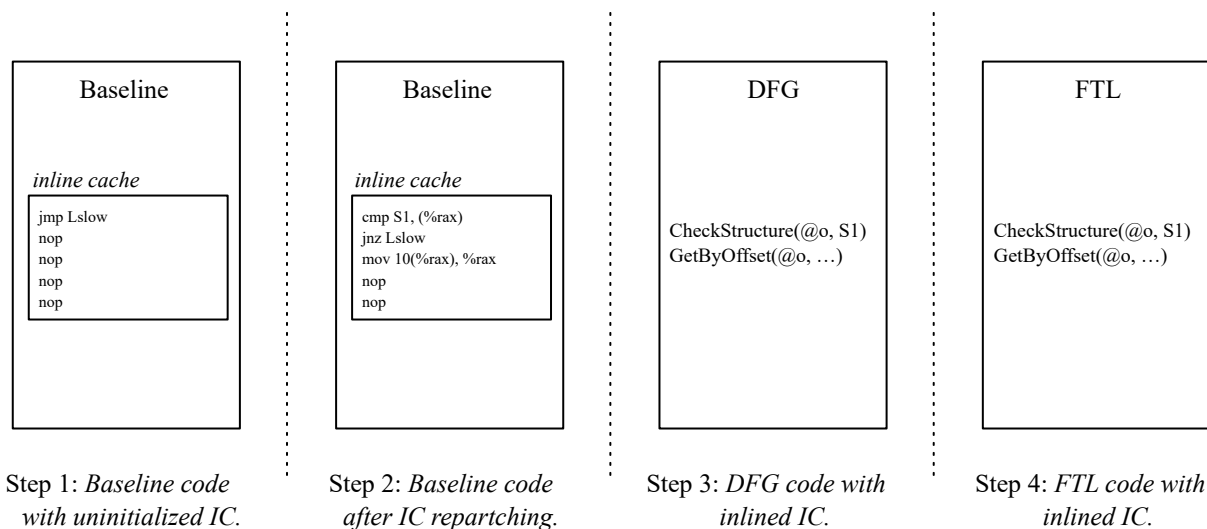 Baseline
inline cache
jmp Lslow
nop
nop
nop
nop
Step 1: Baseline code
with uninitialized IC.
Baseline
inline cache
cmp S1, (%rax)
jnz Lslow
mov 10(%rax), %rax
nop
nop
Step 2: Baseline code
after IC repartching.
DFG
CheckStructure(@o, S1)
GetByOffset(@o, …)
Step 3: DFG code with
inlined IC.
FTL
CheckStructure(@o, S1)
GetByOffset(@o, …)
Step 4: FTL code with
inlined IC.